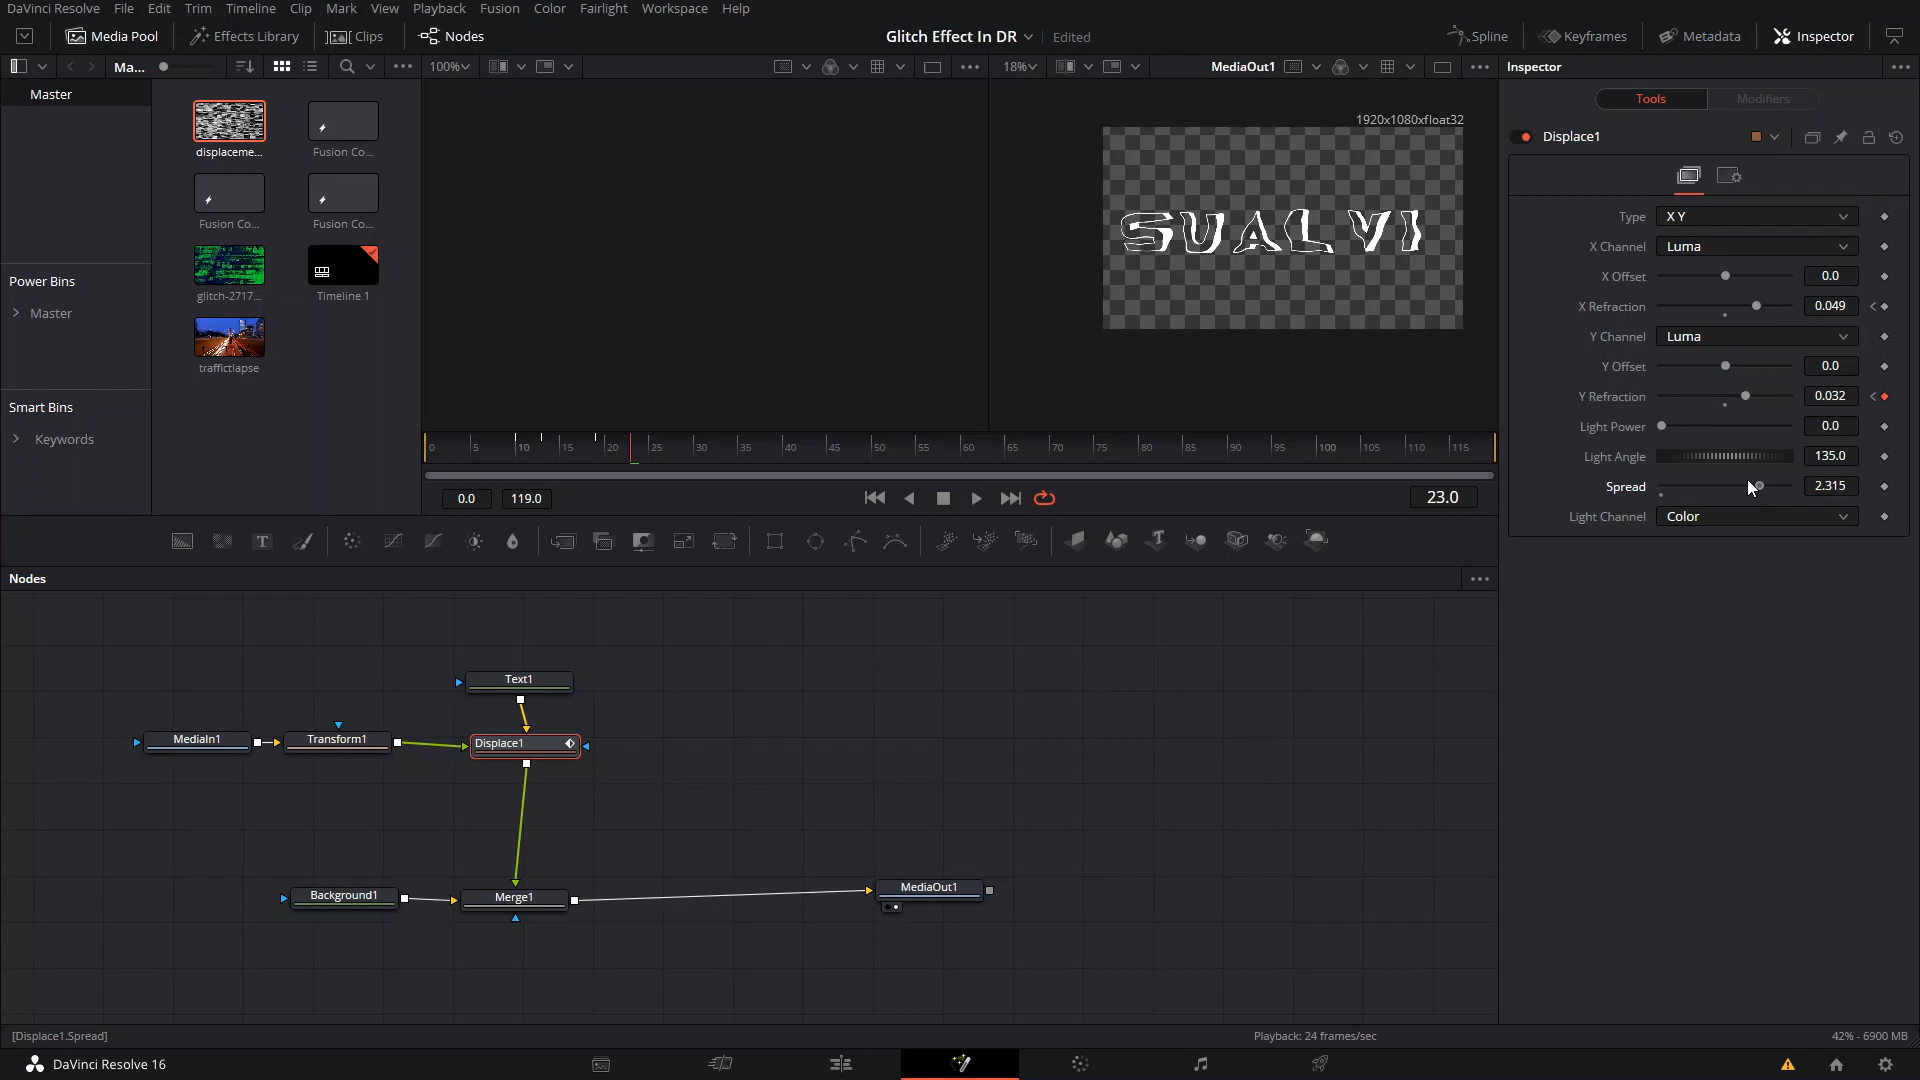 DaVinci Resolve File Edit Trim Timeline Clip Mark View Playback Fusion Color Fairlight Workspace Help
Media Pool Effects Library Clips Nodes Glitch Effect In DR Edited Spline Keyframes Metadata Inspector
Ma... 100% 18% MediaOut1 Inspector
Master
displaceme...
Fusion Co...
Fusion Co...
Fusion Co...
glitch-2717...
Timeline 1
traffictlapse
Power Bins
Master
Smart Bins
Keywords
1920x1080xfloat32
SUAL VI
0 5 10 15 20 25 30 35 40 45 50 55 60 65 70 75 80 85 90 95 100 105 110 115
0.0 119.0 23.0
Tools Modifiers
Displace1
Type X Y
X Channel Luma
X Offset 0.0
X Refraction 0.049
Y Channel Luma
Y Offset 0.0
Y Refraction 0.032
Light Power 0.0
Light Angle 135.0
Spread 2.315
Light Channel Color
Nodes
Text1
MediaIn1 Transform1 Displace1
Background1 Merge1 MediaOut1
[Displace1.Spread] Playback: 24 frames/sec 42% - 6900 MB
DaVinci Resolve 16